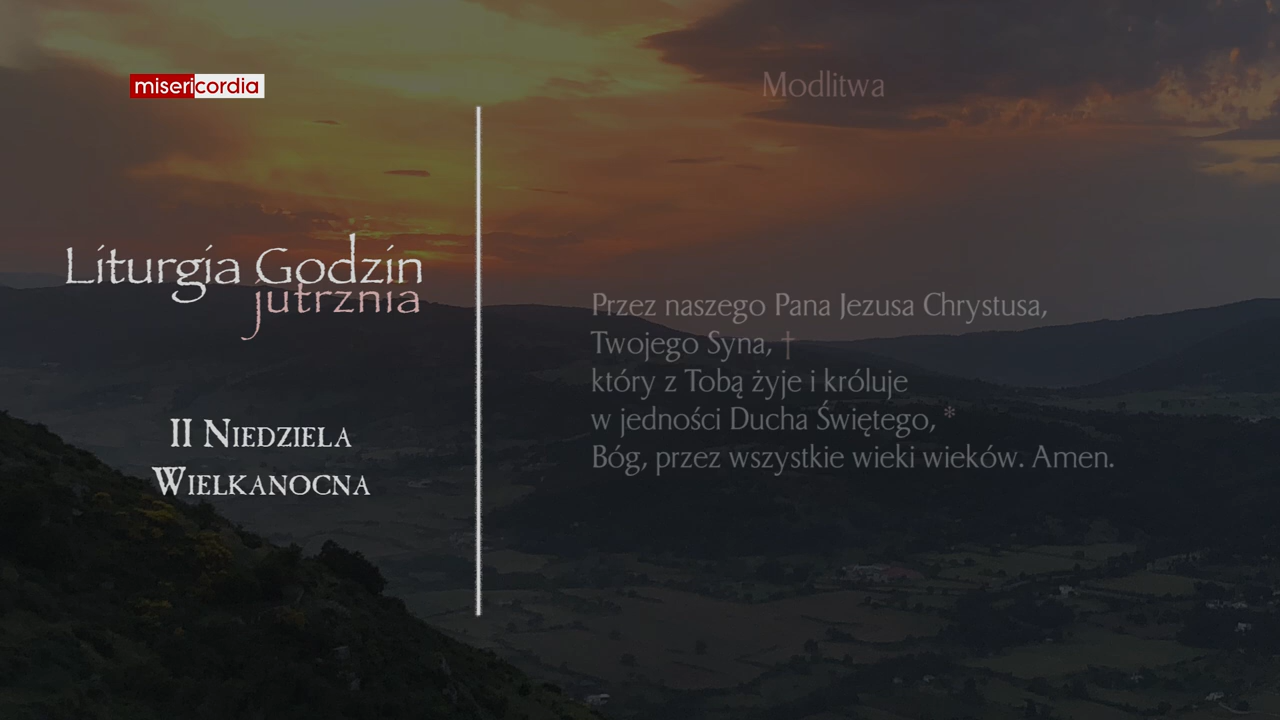 misericordia
Liturgia Godzin
jutrznia
II Niedziela
Wielkanocna
Modlitwa
Przez naszego Pana Jezusa Chrystusa,
Twojego Syna, †
który z Tobą żyje i króluje
w jedności Ducha Świętego, *
Bóg, przez wszystkie wieki wieków. Amen.